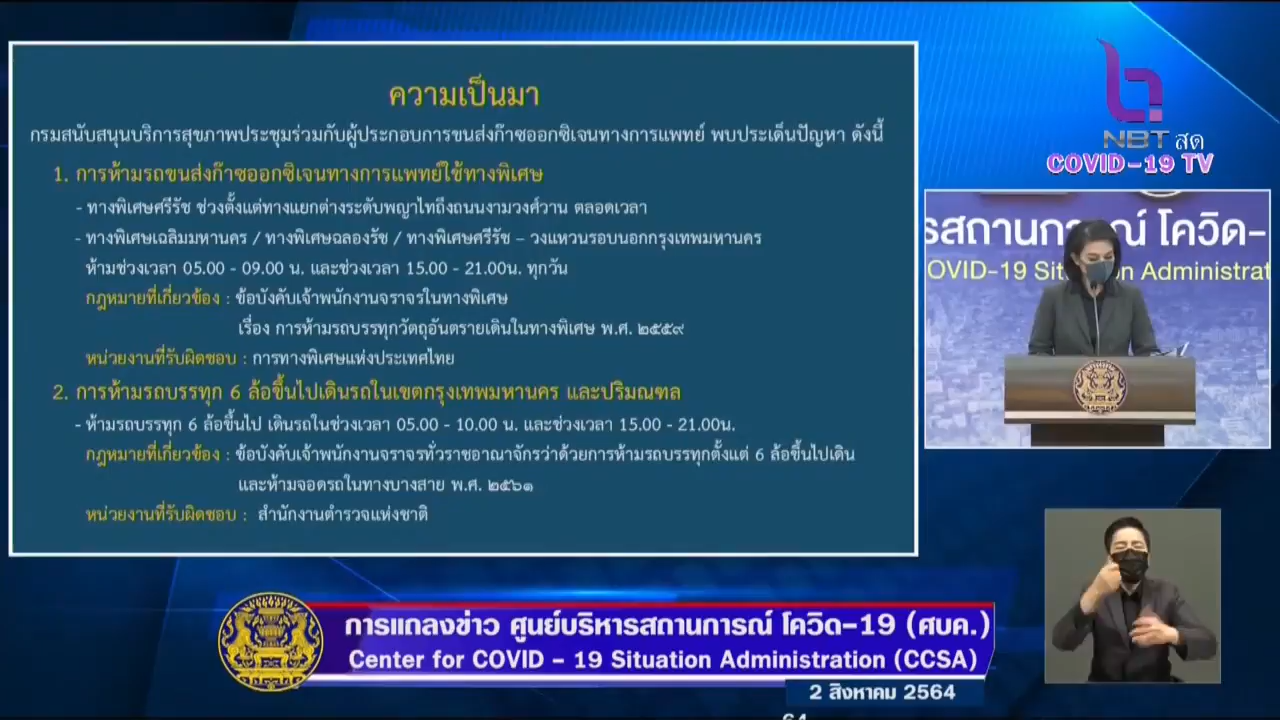 ความเป็นมา
กรมสนับสนุนบริการสุขภาพประชุมร่วมกับผู้ประกอบการขนส่งก๊าซออกซิเจนทางการแพทย์ พบประเด็นปัญหา ดังนี้
1. การห้ามรถขนส่งก๊าซออกซิเจนทางการแพทย์ใช้ทางพิเศษ
- ทางพิเศษศรีรัช ช่วงตั้งแต่ทางแยกต่างระดับพญาไทถึงถนนงามวงศ์วาน ตลอดเวลา
- ทางพิเศษเฉลิมมหานคร / ทางพิเศษฉลองรัช / ทางพิเศษศรีรัช – วงแหวนรอบนอกกรุงเทพมหานคร
ห้ามช่วงเวลา 05.00 - 09.00 น. และช่วงเวลา 15.00 - 21.00น. ทุกวัน
กฎหมายที่เกี่ยวข้อง : ข้อบังคับเจ้าพนักงานจราจรในทางพิเศษ
เรื่อง การห้ามรถบรรทุกวัตถุอันตรายเดินในทางพิเศษ พ.ศ. ๒๕๕๙
หน่วยงานที่รับผิดชอบ : การทางพิเศษแห่งประเทศไทย
2. การห้ามรถบรรทุก 6 ล้อขึ้นไปเดินรถในเขตกรุงเทพมหานคร และปริมณฑล
- ห้ามรถบรรทุก 6 ล้อขึ้นไป เดินรถในช่วงเวลา 05.00 - 10.00 น. และช่วงเวลา 15.00 - 21.00น.
กฎหมายที่เกี่ยวข้อง : ข้อบังคับเจ้าพนักงานจราจรทั่วราชอาณาจักรว่าด้วยการห้ามรถบรรทุกตั้งแต่ 6 ล้อขึ้นไปเดิน
และห้ามจอดรถในทางบางสาย พ.ศ. ๒๕๖๑
หน่วยงานที่รับผิดชอบ : สำนักงานตำรวจแห่งชาติ
NBT สด
COVID-19 TV
รสถานการณ์ โควิด-
OVID-19 Situation Administrat
การแถลงข่าว ศูนย์บริหารสถานการณ์ โควิด-19 (ศบค.)
Center for COVID - 19 Situation Administration (CCSA)
2 สิงหาคม 2564